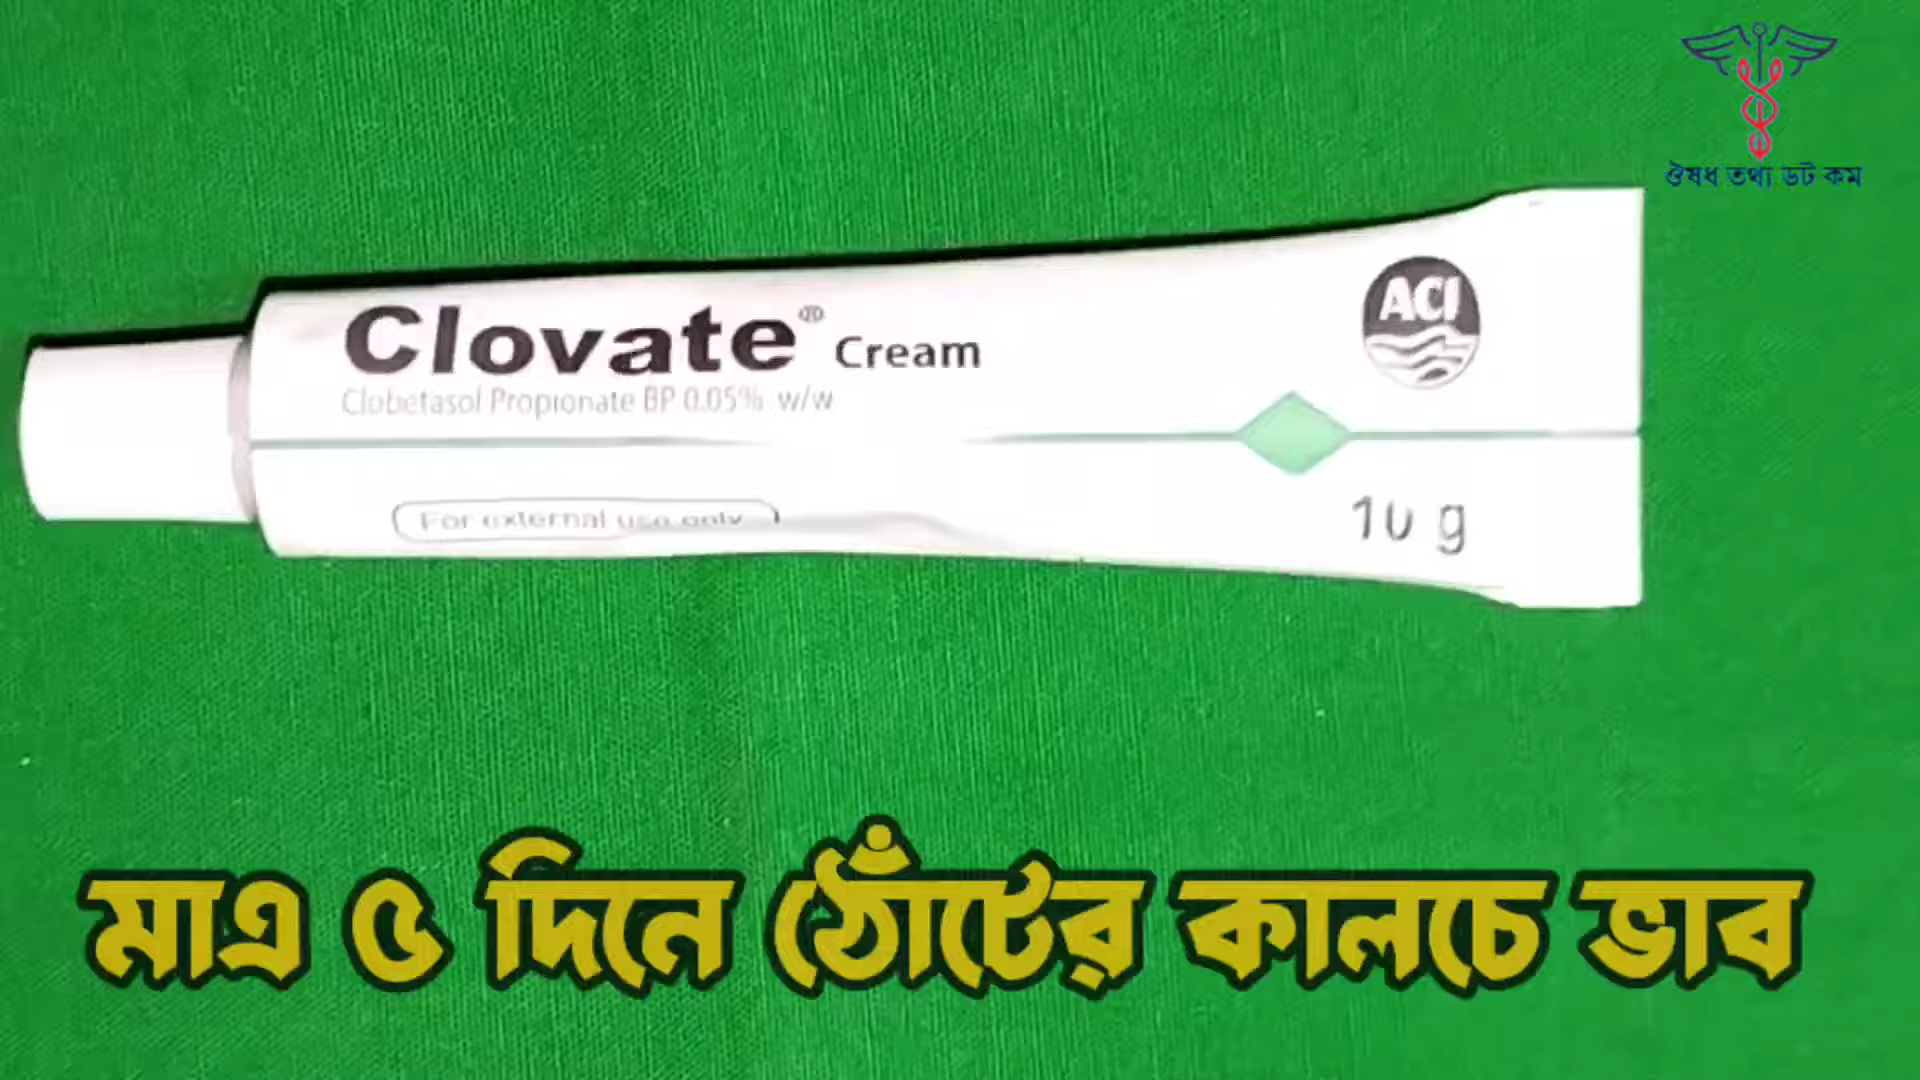 ঔষধ তথ্য ডট কম
Clovate® Cream
ACI
Clobetasol Propionate BP 0.05% w/w
For external use only
10 g
মাত্র ৫ দিনে ঠোঁটের কালচে ভাব